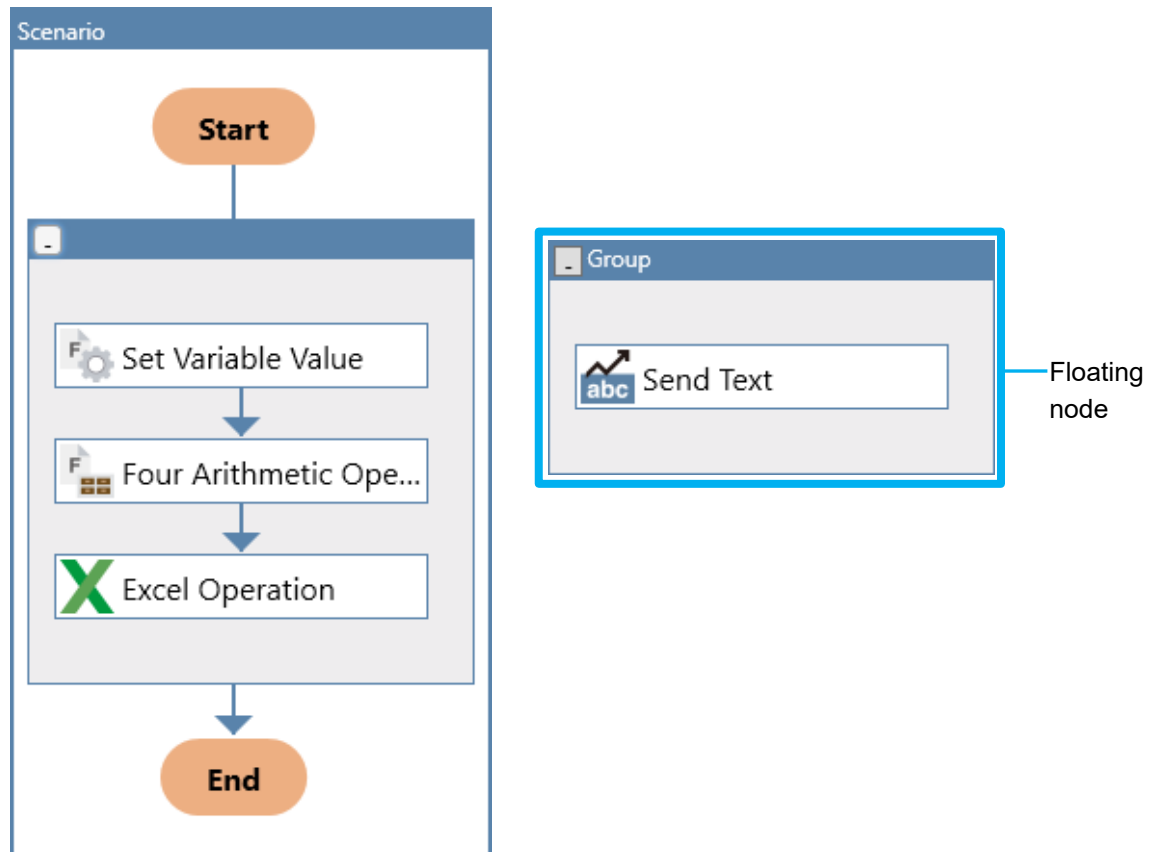 Scenario
Start
-
Set Variable Value
Four Arithmetic Ope...
Excel Operation
End
- Group
abc Send Text
Floating
node